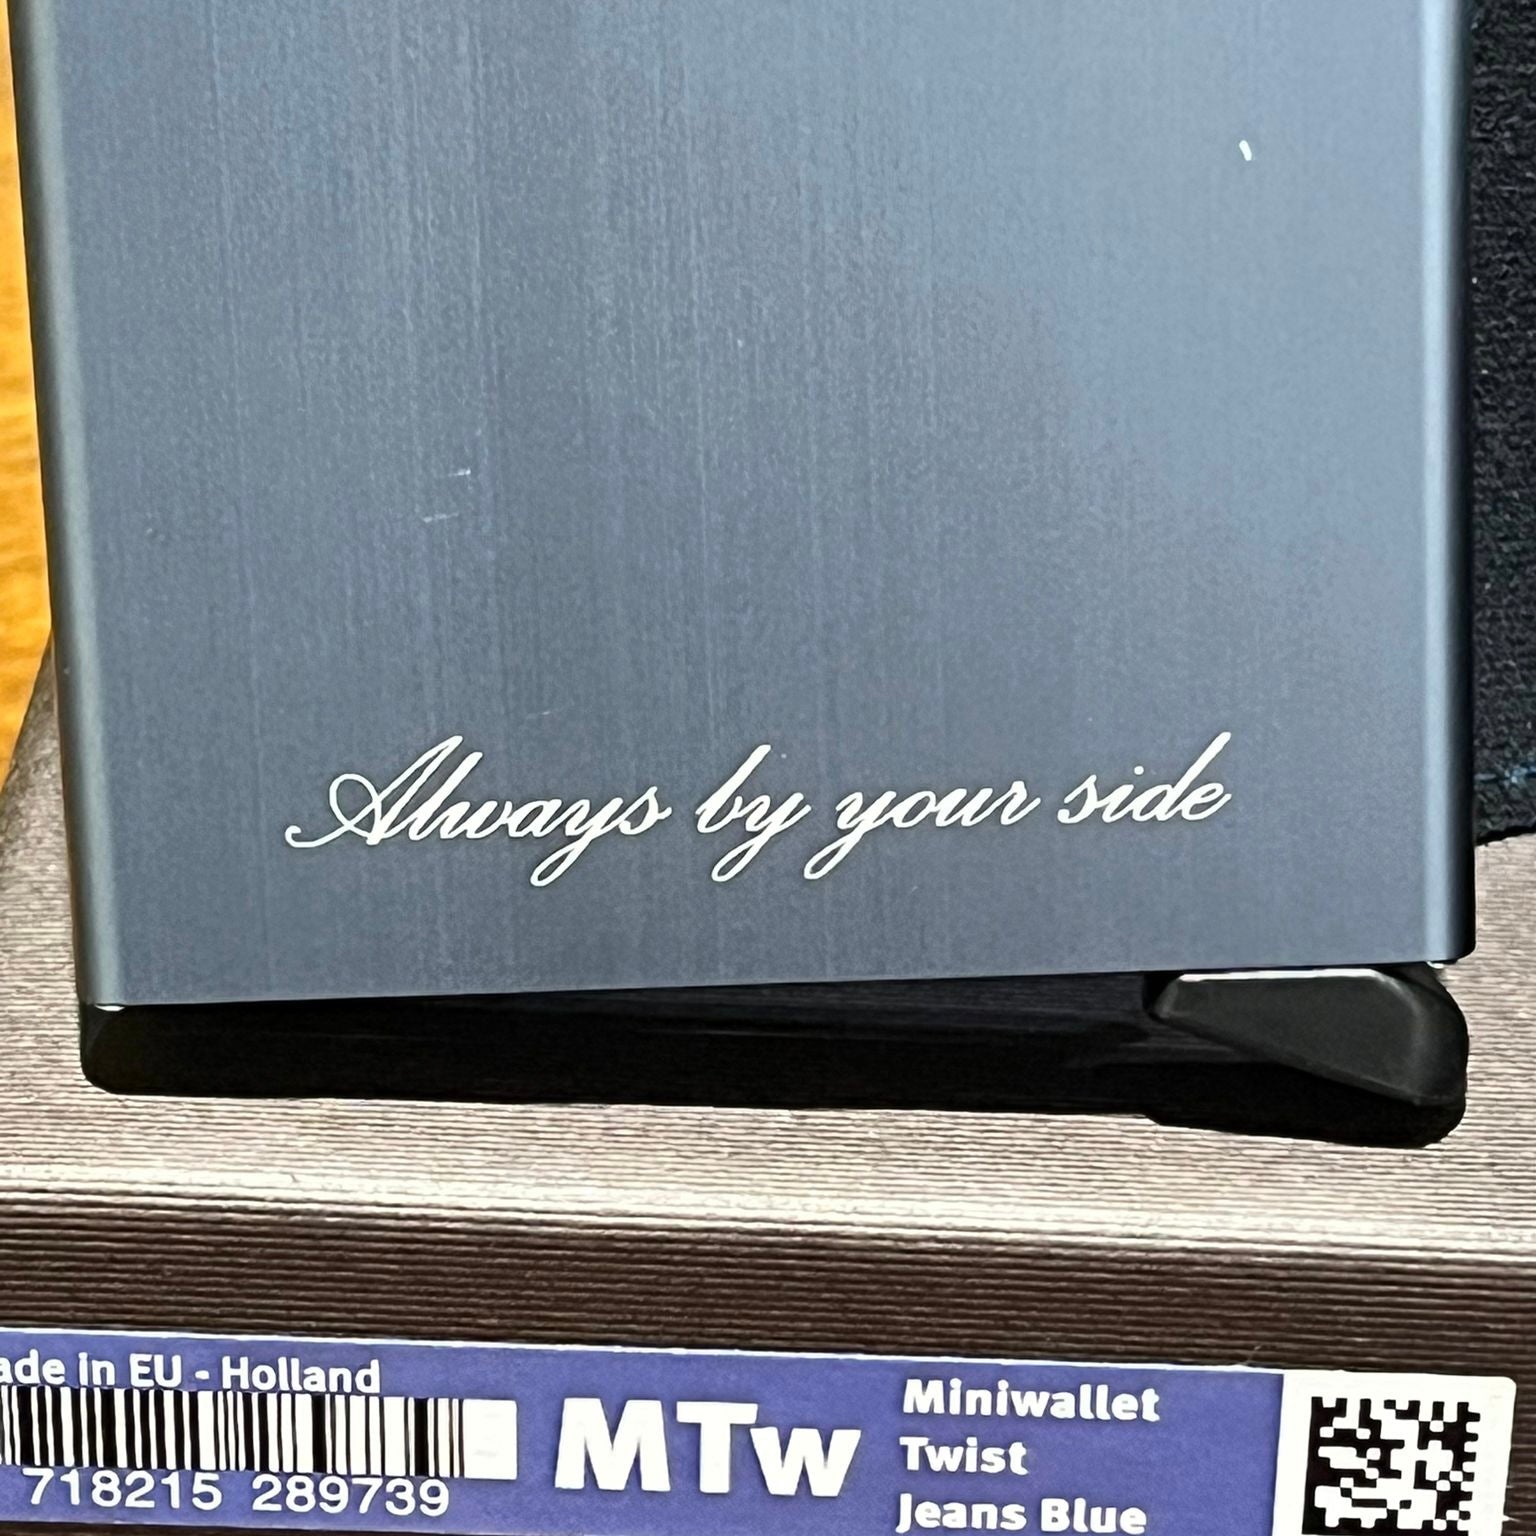 Always by your side
ade in EU - Holland
718215 289739
MTw
Miniwallet
Twist
Jeans Blue